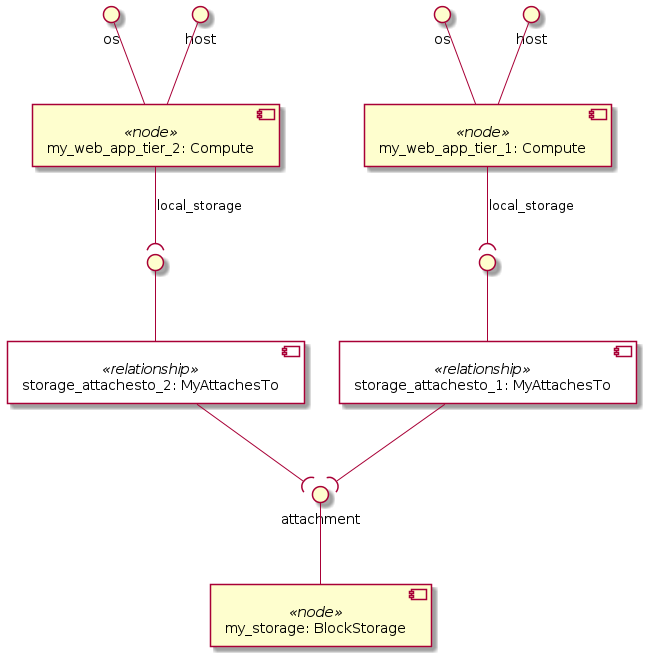 os
host
os
host
«node»
my_web_app_tier_2: Compute
«node»
my_web_app_tier_1: Compute
local_storage
local_storage
«relationship»
storage_attachesto_2: MyAttachesTo
«relationship»
storage_attachesto_1: MyAttachesTo
attachment
«node»
my_storage: BlockStorage